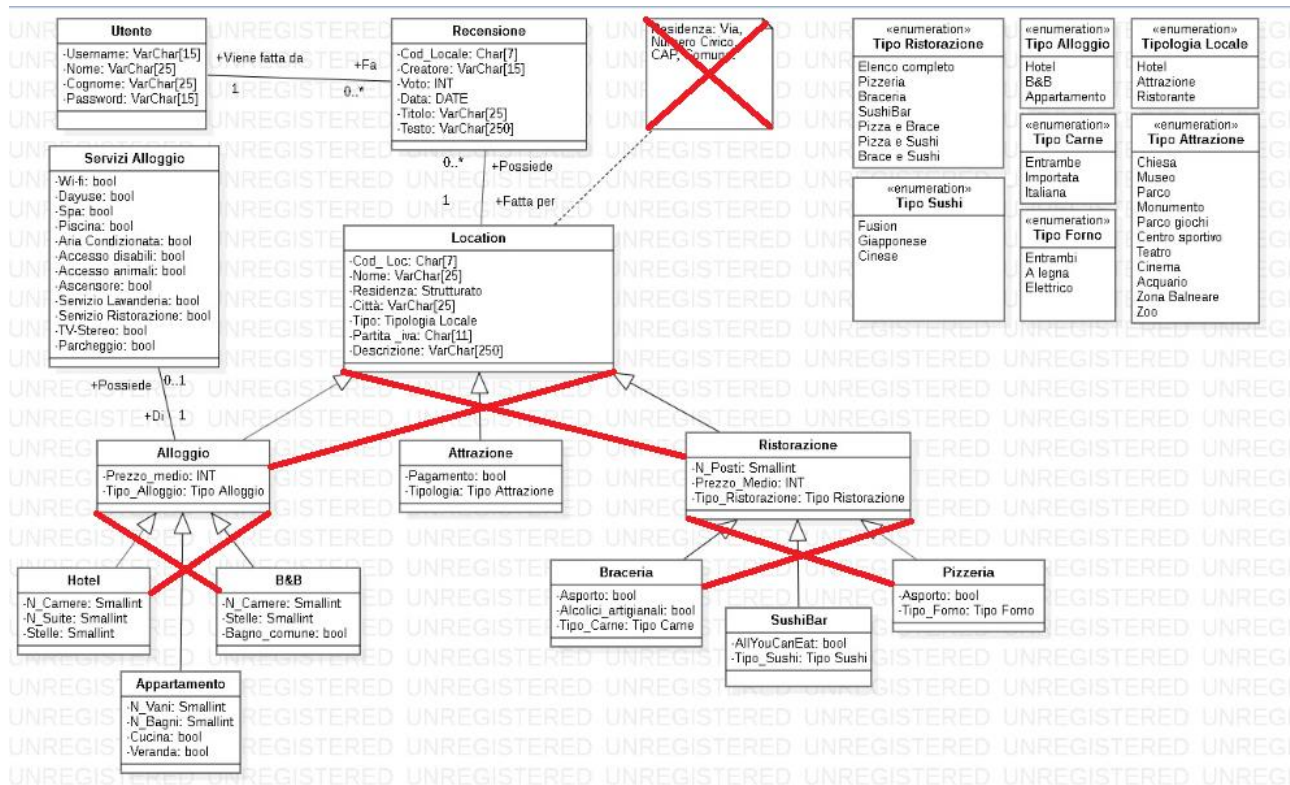 Utente
-Username: VarChar[15]
-Nome: VarChar[25]
-Cognome: VarChar[25]
-Password: VarChar[15]
+Viene fatta da
1
+Fa
0..*
Recensione
-Cod_Locale: Char[7]
-Creatore: VarChar[15]
-Voto: INT
-Data: DATE
-Titolo: VarChar[25]
-Testo: VarChar[250]
Residenza: Via,
Numero Civico,
CAP, Comune
«enumeration»
Tipo Ristorazione
Elenco completo
Pizzeria
Braceria
SushiBar
Pizza e Brace
Pizza e Sushi
Brace e Sushi
«enumeration»
Tipo Alloggio
Hotel
B&B
Appartamento
«enumeration»
Tipologia Locale
Hotel
Attrazione
Ristorante
«enumeration»
Tipo Carne
Entrambe
Importata
Italiana
«enumeration»
Tipo Attrazione
Chiesa
Museo
Parco
Monumento
Parco giochi
Centro sportivo
Teatro
Cinema
Acquario
Zona Balneare
Zoo
«enumeration»
Tipo Sushi
Fusion
Giapponese
Cinese
«enumeration»
Tipo Forno
Entrambi
A legna
Elettrico
Servizi Alloggio
-Wi-fi: bool
-Dayuse: bool
-Spa: bool
-Piscina: bool
-Aria Condizionata: bool
-Accesso disabili: bool
-Accesso animali: bool
-Ascensore: bool
-Servizio Lavanderia: bool
-Servizio Ristorazione: bool
-TV-Stereo: bool
-Parcheggio: bool
0..*
+Possiede
1
+Fatta per
Location
-Cod_ Loc: Char[7]
-Nome: VarChar[25]
-Residenza: Strutturato
-Città: VarChar[25]
-Tipo: Tipologia Locale
-Partita _iva: Char[11]
-Descrizione: VarChar[250]
+Possiede
0..1
+Di
1
Alloggio
-Prezzo_medio: INT
-Tipo_Alloggio: Tipo Alloggio
Attrazione
-Pagamento: bool
-Tipologia: Tipo Attrazione
Ristorazione
-N_Posti: Smallint
-Prezzo_Medio: INT
-Tipo_Ristorazione: Tipo Ristorazione
Hotel
-N_Camere: Smallint
-N_Suite: Smallint
-Stelle: Smallint
B&B
-N_Camere: Smallint
-Stelle: Smallint
-Bagno_comune: bool
Appartamento
-N_Vani: Smallint
-N_Bagni: Smallint
-Cucina: bool
-Veranda: bool
Braceria
-Asporto: bool
-Alcolici_artigianali: bool
-Tipo_Carne: Tipo Carne
SushiBar
-AllYouCanEat: bool
-Tipo_Sushi: Tipo Sushi
Pizzeria
-Asporto: bool
-Tipo_Forno: Tipo Forno
UNREGISTERED